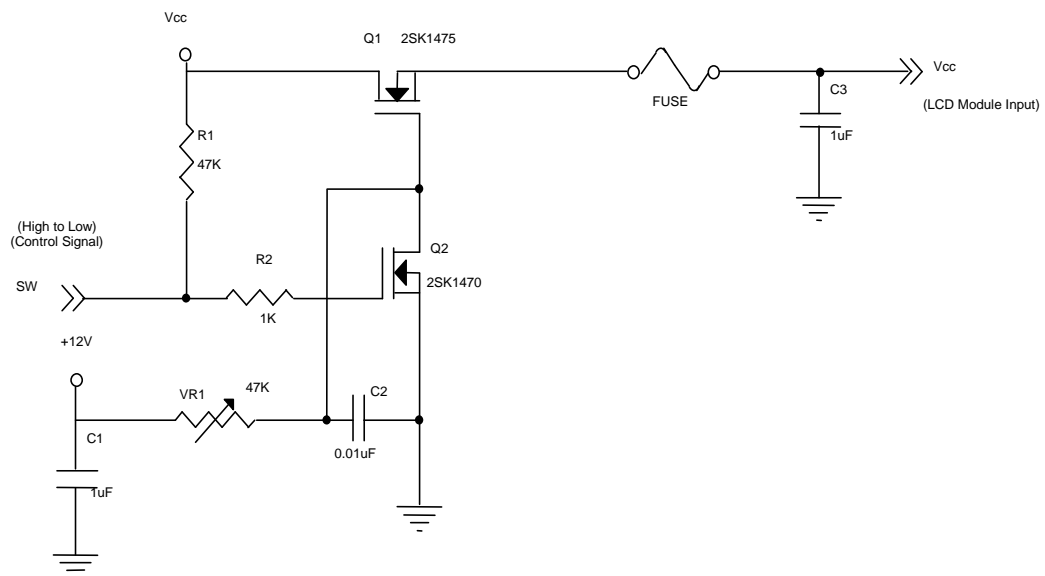 Vcc
Q1 2SK1475
Vcc
FUSE
C3
(LCD Module Input)
1uF
R1
47K
(High to Low)
(Control Signal)
Q2
R2
2SK1470
SW
1K
+12V
VR1
47K
C2
C1
0.01uF
1uF